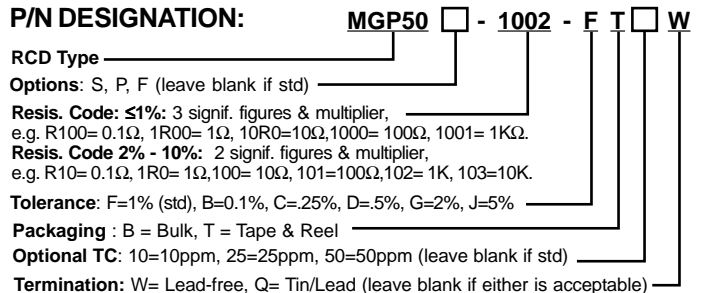 P/N DESIGNATION: MGP50 □ - 1002 - F T □ W
RCD Type
Options: S, P, F (leave blank if std)
Resis. Code: ≤1%: 3 signif. figures & multiplier,
e.g. R100= 0.1Ω, 1R00= 1Ω, 10R0=10Ω,1000= 100Ω, 1001= 1KΩ.
Resis. Code 2% - 10%: 2 signif. figures & multiplier,
e.g. R10= 0.1Ω, 1R0= 1Ω,100= 10Ω, 101=100Ω,102= 1K, 103=10K.
Tolerance: F=1% (std), B=0.1%, C=.25%, D=.5%, G=2%, J=5%
Packaging : B = Bulk, T = Tape & Reel
Optional TC: 10=10ppm, 25=25ppm, 50=50ppm (leave blank if std)
Termination: W= Lead-free, Q= Tin/Lead (leave blank if either is acceptable)